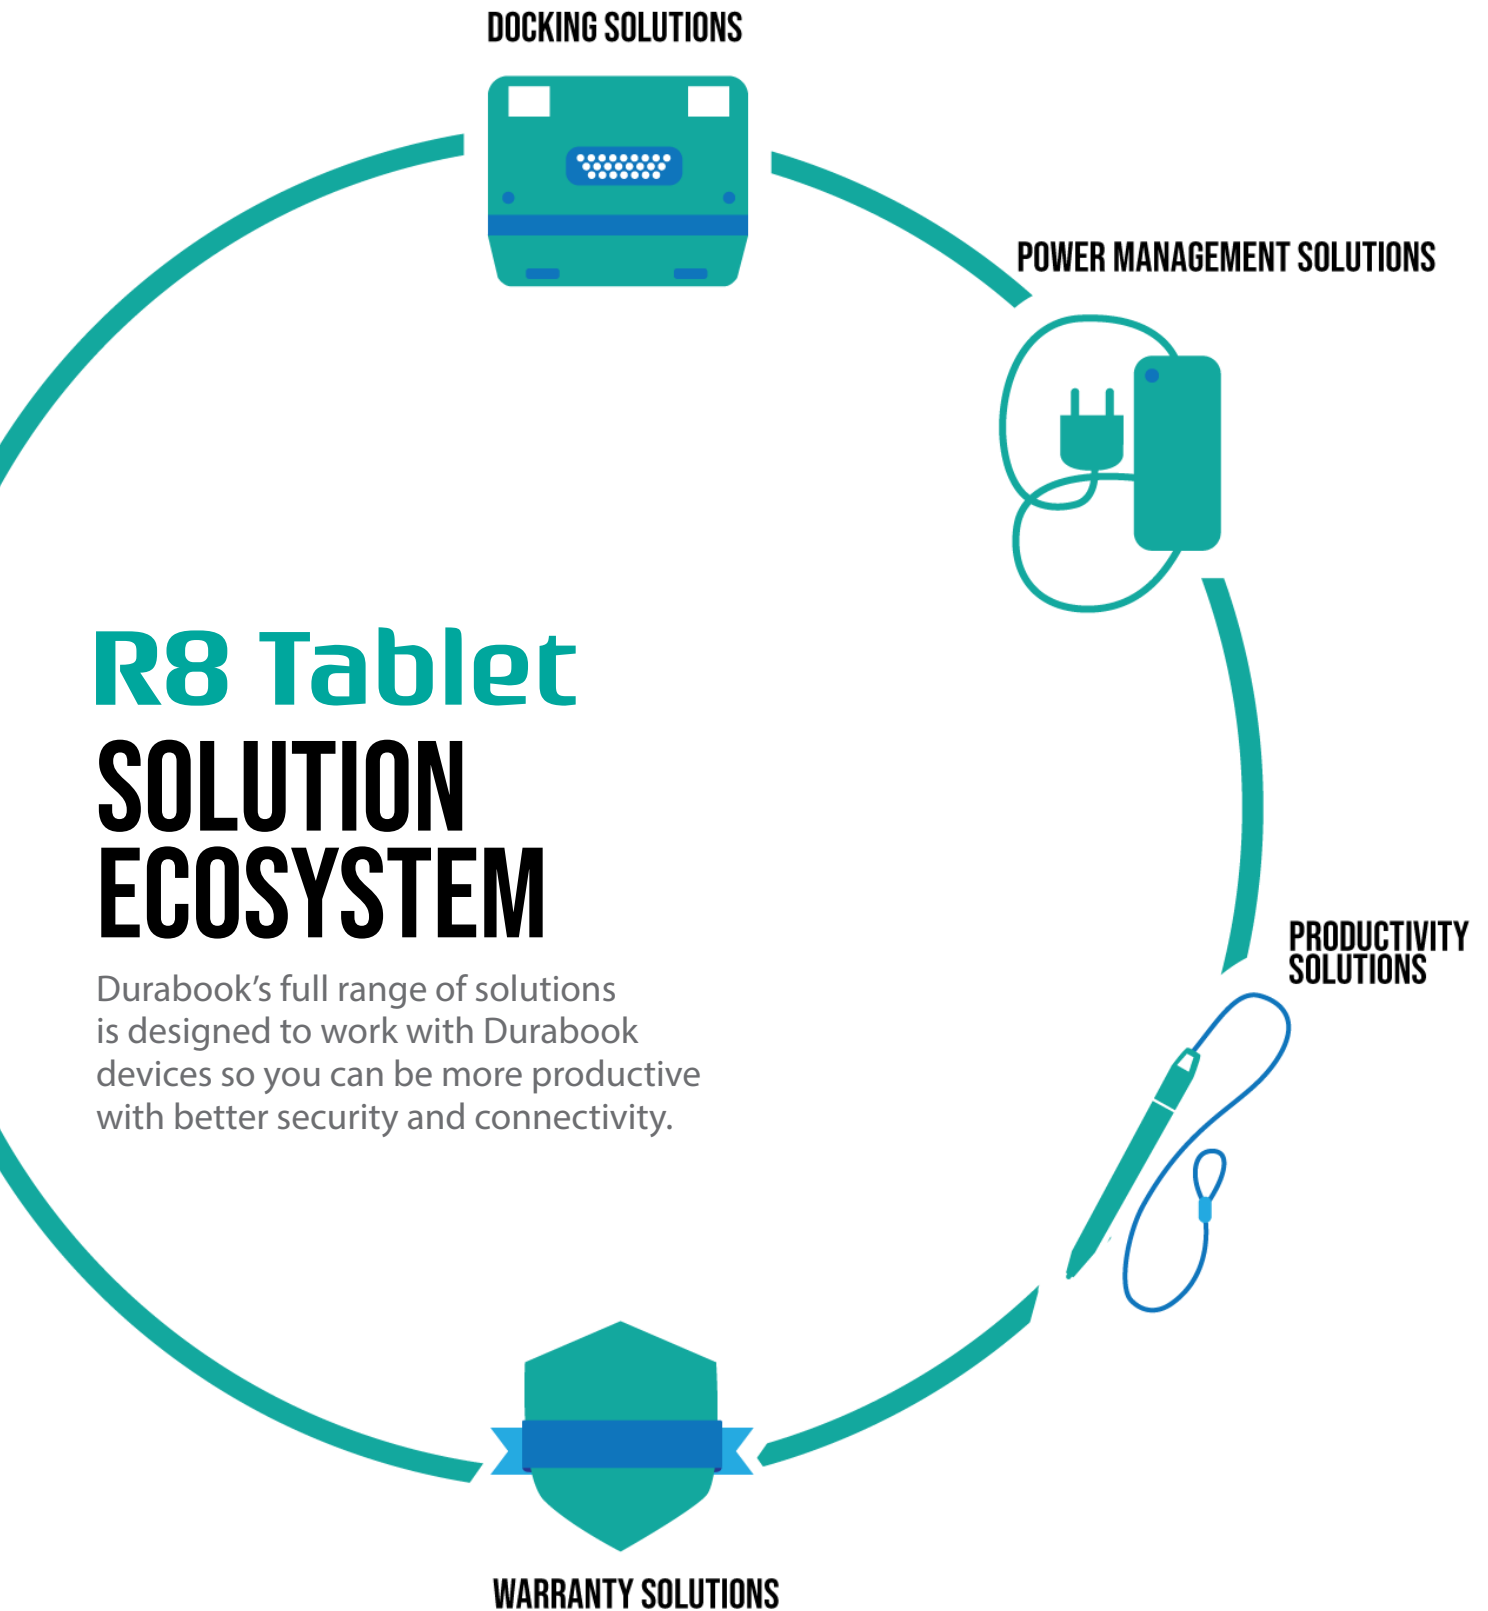 DOCKING SOLUTIONS
POWER MANAGEMENT SOLUTIONS
R8 Tablet
SOLUTION
ECOSYSTEM
Durabook’s full range of solutions
is designed to work with Durabook
devices so you can be more productive
with better security and connectivity.
PRODUCTIVITY
SOLUTIONS
WARRANTY SOLUTIONS